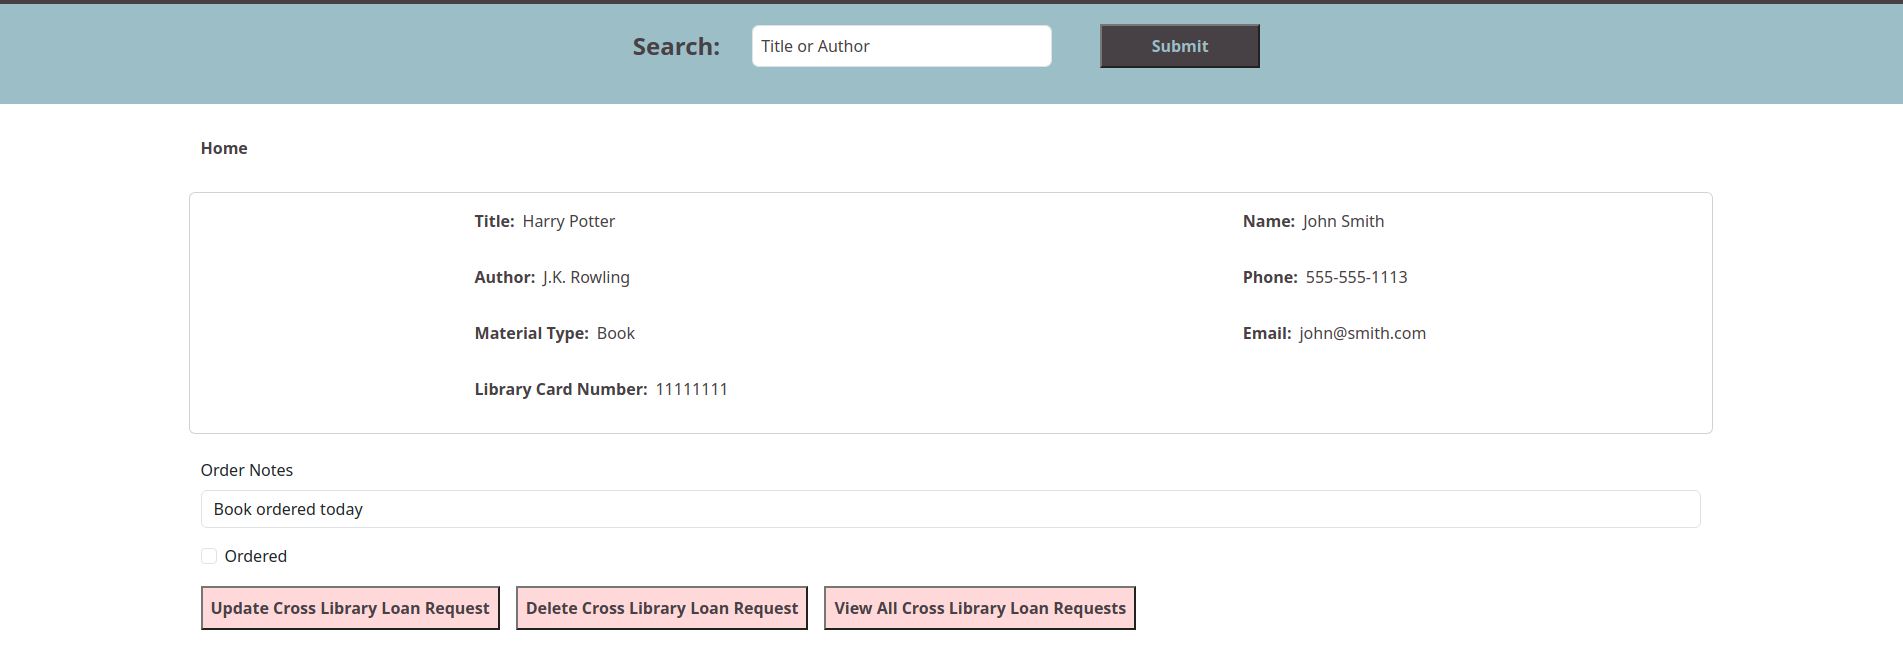 Search: Title or Author Submit
Home
Title: Harry Potter
Name: John Smith
Author: J.K. Rowling
Phone: 555-555-1113
Material Type: Book
Email: john@smith.com
Library Card Number: 11111111
Order Notes
Book ordered today
Ordered
Update Cross Library Loan Request
Delete Cross Library Loan Request
View All Cross Library Loan Requests